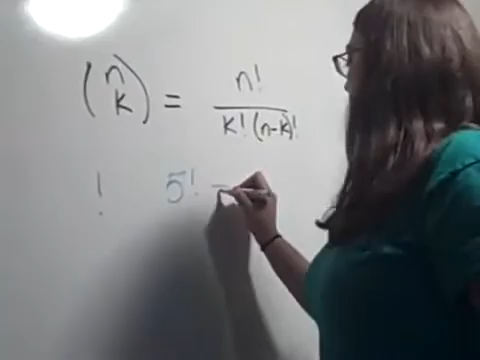 (n k) = n! / k!(n-k)!
! 5! =